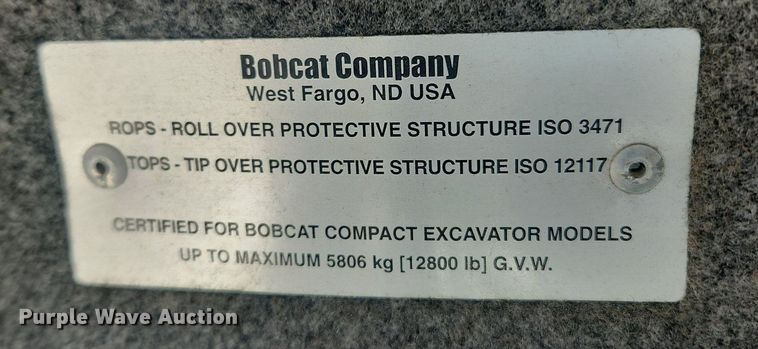 Bobcat Company
West Fargo, ND USA
ROPS - ROLL OVER PROTECTIVE STRUCTURE ISO 3471
TOPS - TIP OVER PROTECTIVE STRUCTURE ISO 12117
CERTIFIED FOR BOBCAT COMPACT EXCAVATOR MODELS
UP TO MAXIMUM 5806 kg [12800 lb] G.V.W.
Purple Wave Auction